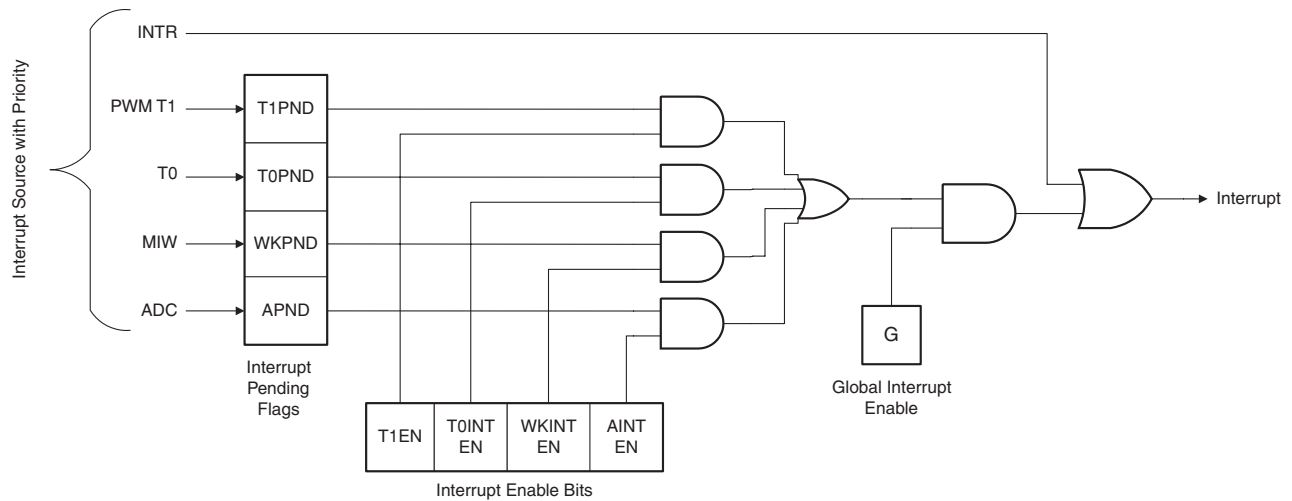 Interrupt Source with Priority
INTR
PWM T1
T0
MIW
ADC
T1PND
T0PND
WKPND
APND
Interrupt
Pending
Flags
T1EN
T0INT
EN
WKINT
EN
AINT
EN
Interrupt Enable Bits
G
Global Interrupt
Enable
Interrupt